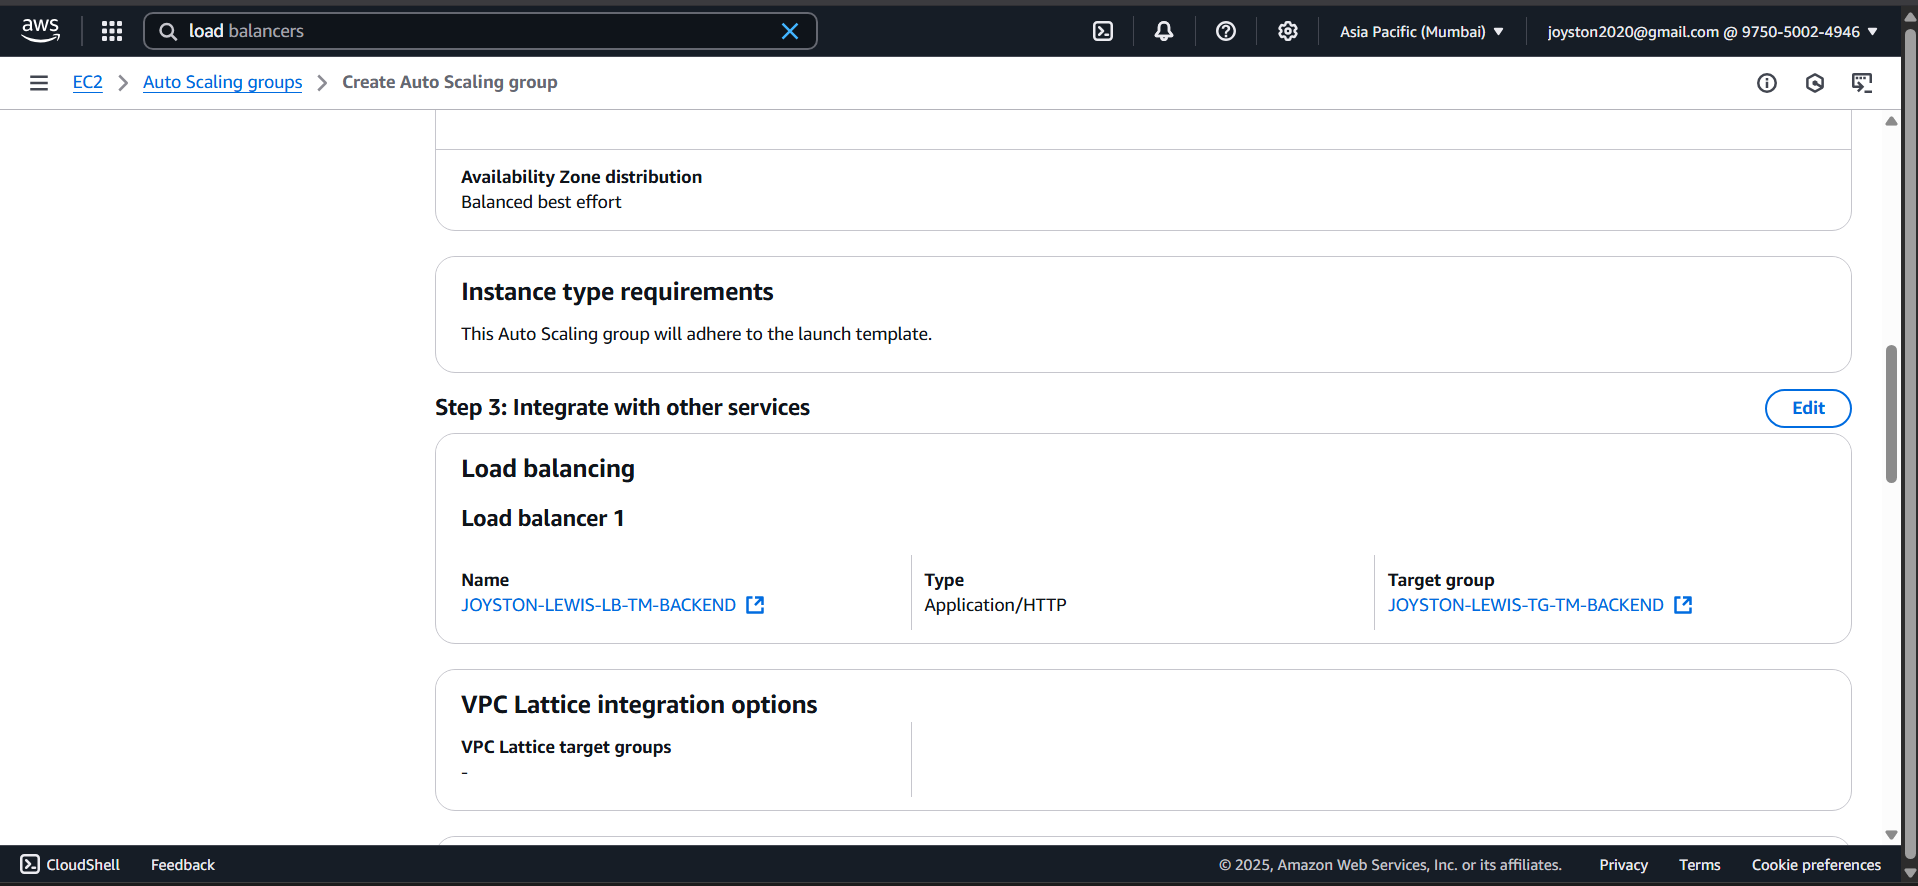 aws
load balancers
Asia Pacific (Mumbai)
joyston2020@gmail.com @ 9750-5002-4946
EC2
Auto Scaling groups
Create Auto Scaling group
Availability Zone distribution
Balanced best effort
Instance type requirements
This Auto Scaling group will adhere to the launch template.
Step 3: Integrate with other services
Edit
Load balancing
Load balancer 1
Name
JOYSTON-LEWIS-LB-TM-BACKEND
Type
Application/HTTP
Target group
JOYSTON-LEWIS-TG-TM-BACKEND
VPC Lattice integration options
VPC Lattice target groups
-
CloudShell
Feedback
© 2025, Amazon Web Services, Inc. or its affiliates.
Privacy
Terms
Cookie preferences